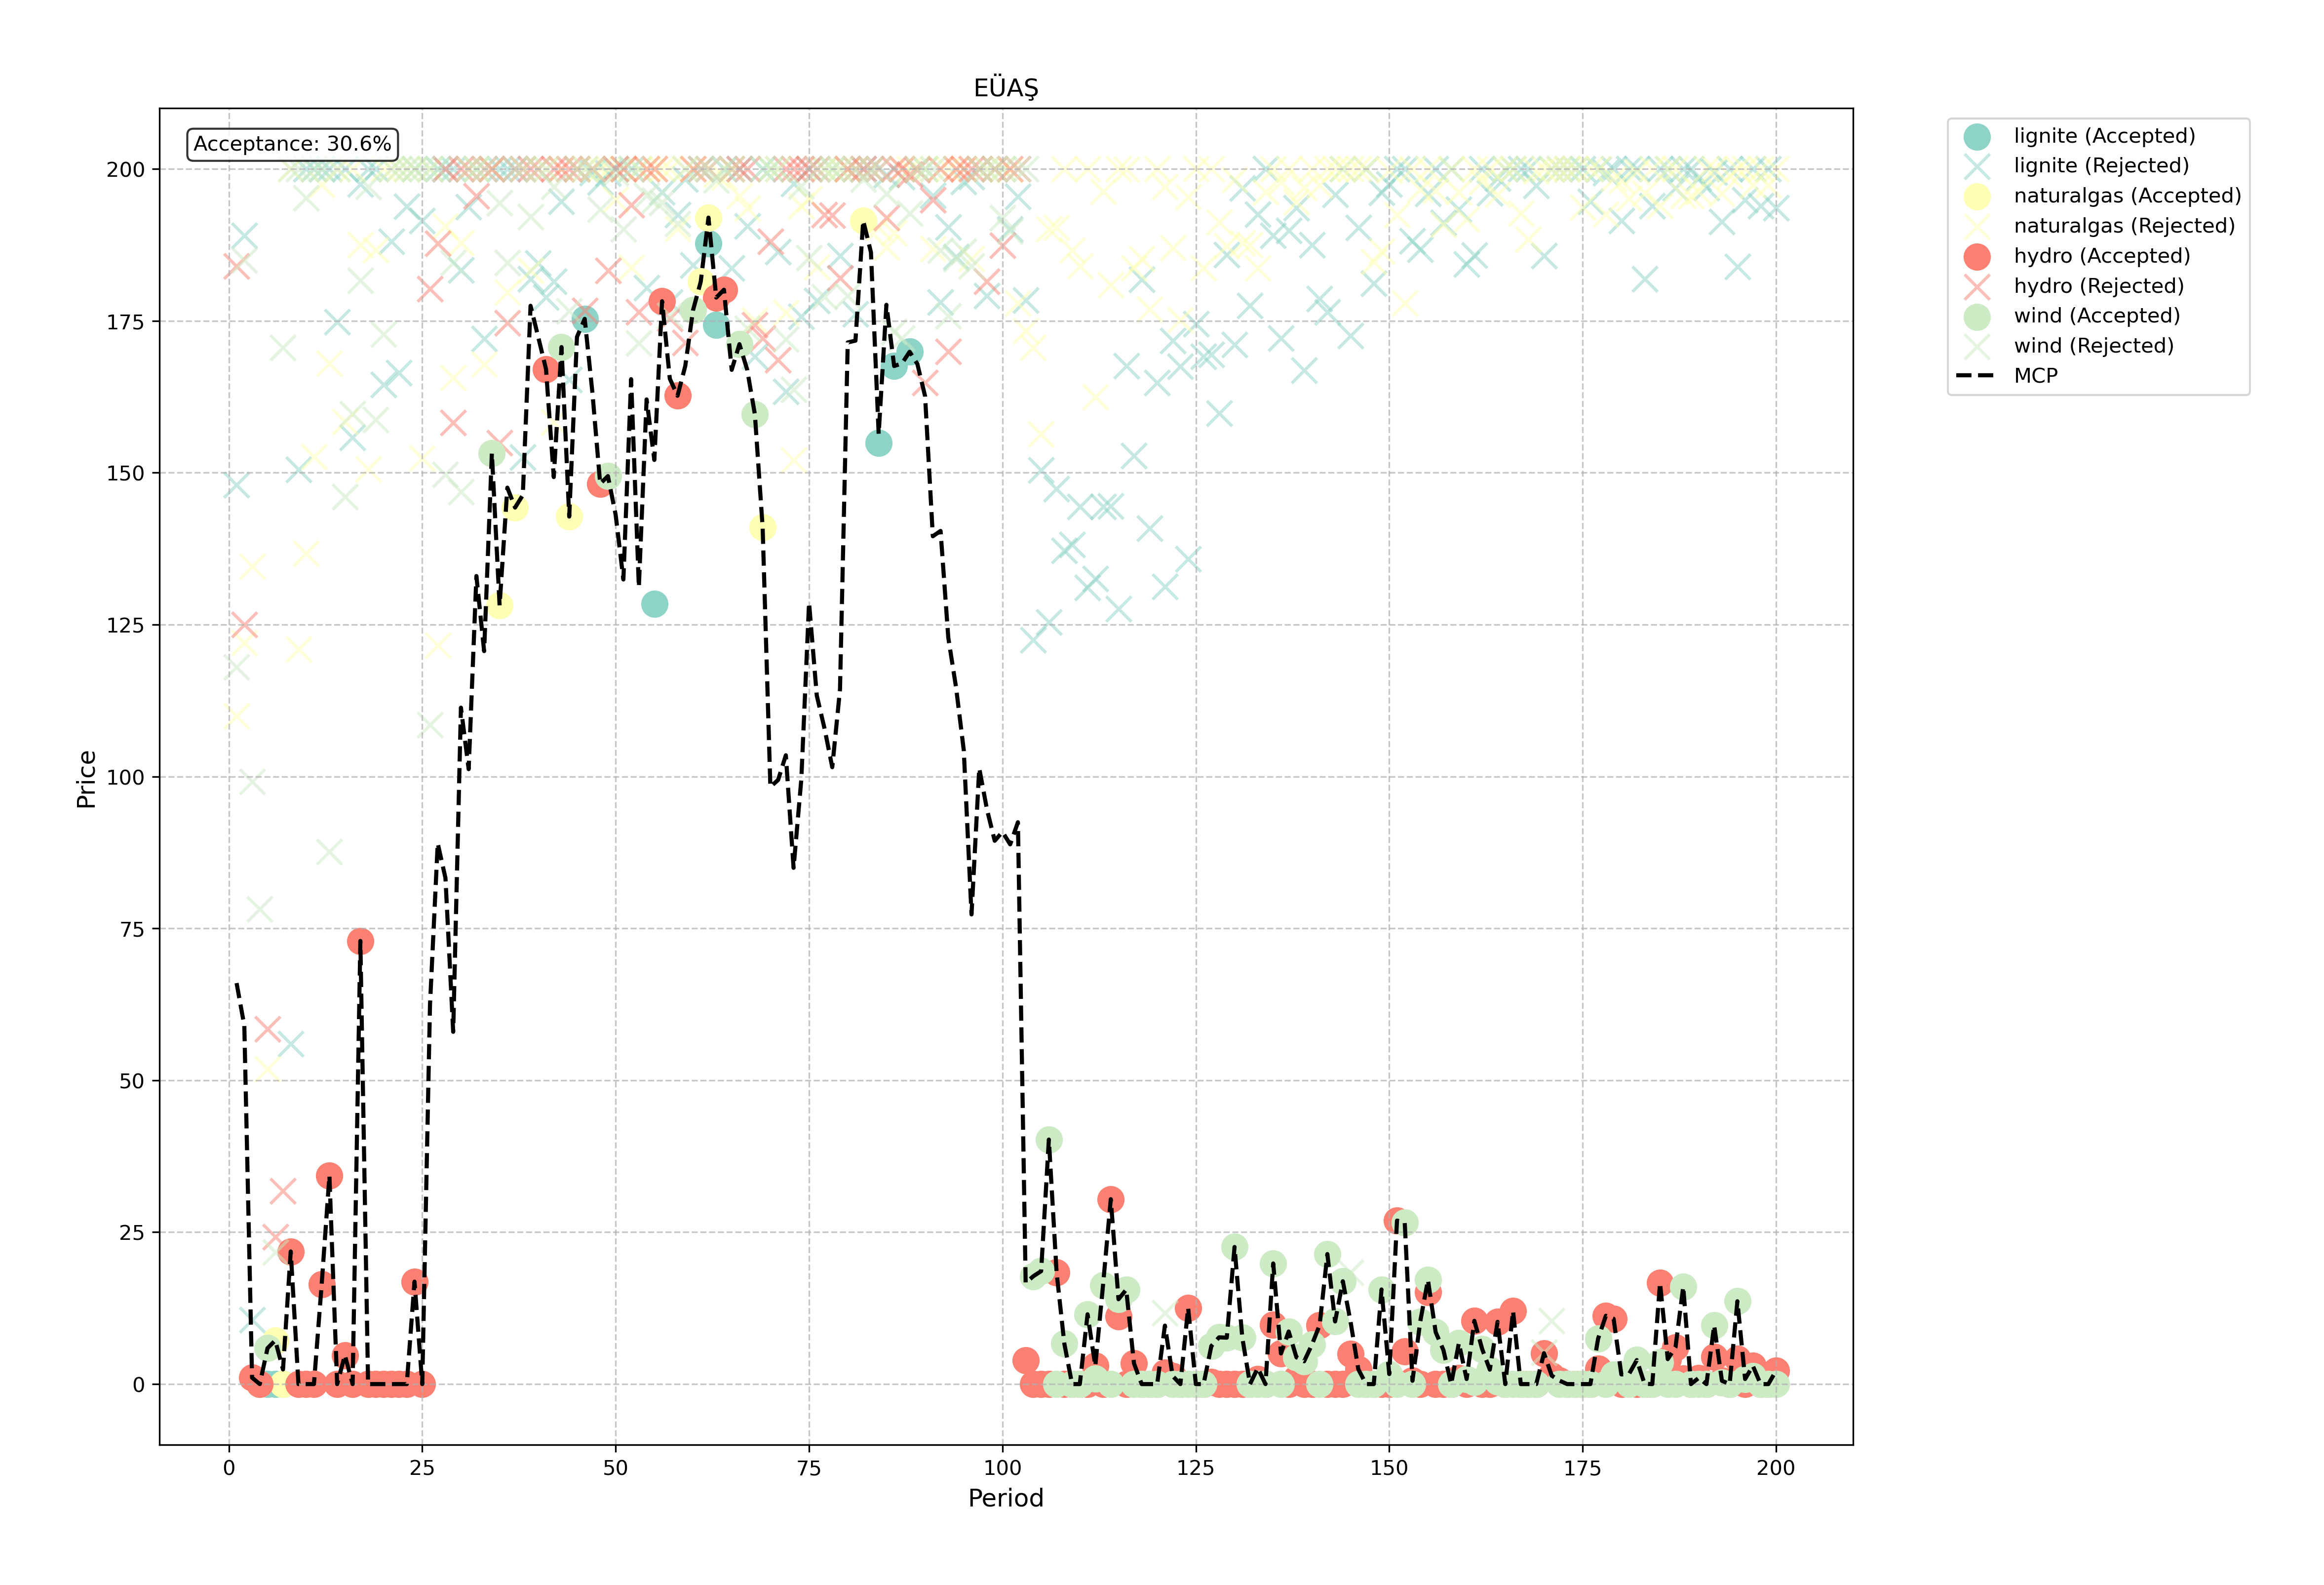 EÜAŞ
Acceptance: 30.6%
200
175
150
125
100
75
50
25
0
Price
0 25 50 75 100 125 150 175 200
Period
lignite (Accepted)
lignite (Rejected)
naturalgas (Accepted)
naturalgas (Rejected)
hydro (Accepted)
hydro (Rejected)
wind (Accepted)
wind (Rejected)
MCP